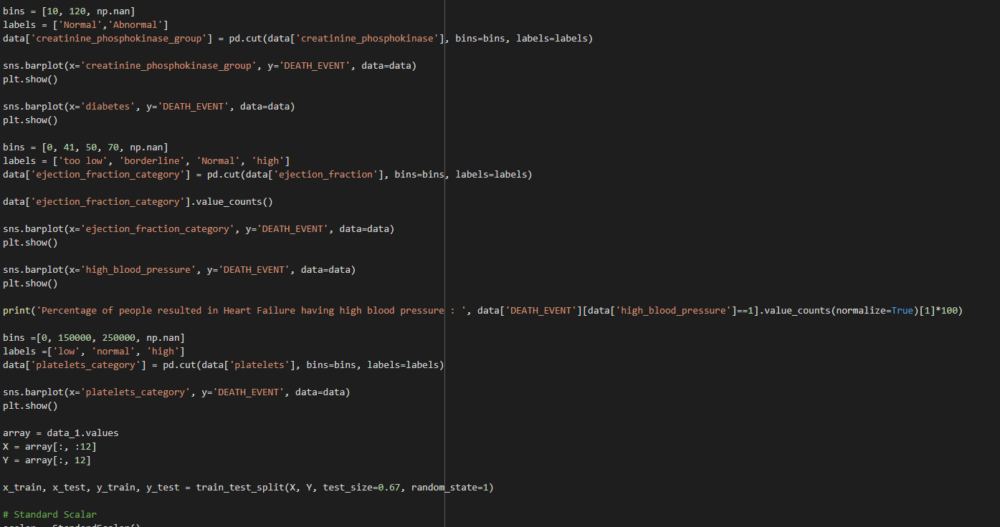 bins = [10, 120, np.nan]
labels = ['Normal','Abnormal']
data['creatinine_phosphokinase_group'] = pd.cut(data['creatinine_phosphokinase'], bins=bins, labels=labels)
sns.barplot(x='creatinine_phosphokinase_group', y='DEATH_EVENT', data=data)
plt.show()
sns.barplot(x='diabetes', y='DEATH_EVENT', data=data)
plt.show()
bins = [0, 41, 50, 70, np.nan]
labels = ['too low', 'borderline', 'Normal', 'high']
data['ejection_fraction_category'] = pd.cut(data['ejection_fraction'], bins=bins, labels=labels)
data['ejection_fraction_category'].value_counts()
sns.barplot(x='ejection_fraction_category', y='DEATH_EVENT', data=data)
plt.show()
sns.barplot(x='high_blood_pressure', y='DEATH_EVENT', data=data)
plt.show()
print('Percentage of people resulted in Heart Failure having high blood pressure : ', data['DEATH_EVENT'][data['high_blood_pressure']==1].value_counts(normalize=True)[1]*100)
bins =[0, 150000, 250000, np.nan]
labels =['low', 'normal', 'high']
data['platelets_category'] = pd.cut(data['platelets'], bins=bins, labels=labels)
sns.barplot(x='platelets_category', y='DEATH_EVENT', data=data)
plt.show()
array = data_1.values
X = array[:, :12]
Y = array[:, 12]
x_train, x_test, y_train, y_test = train_test_split(X, Y, test_size=0.67, random_state=1)
# Standard Scalar